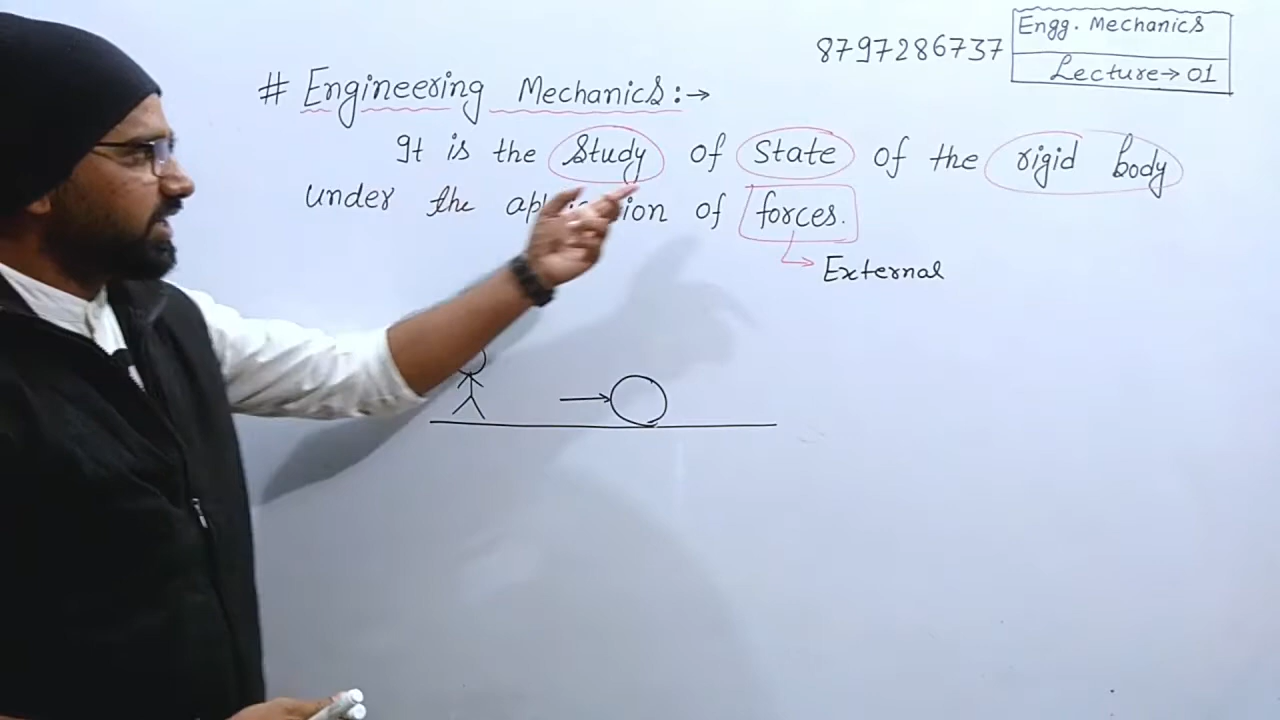 8797286737
Engg. Mechanics
Lecture→ 01
# Engineering Mechanics:→
It is the Study of State of the rigid body
under the application of forces.
External